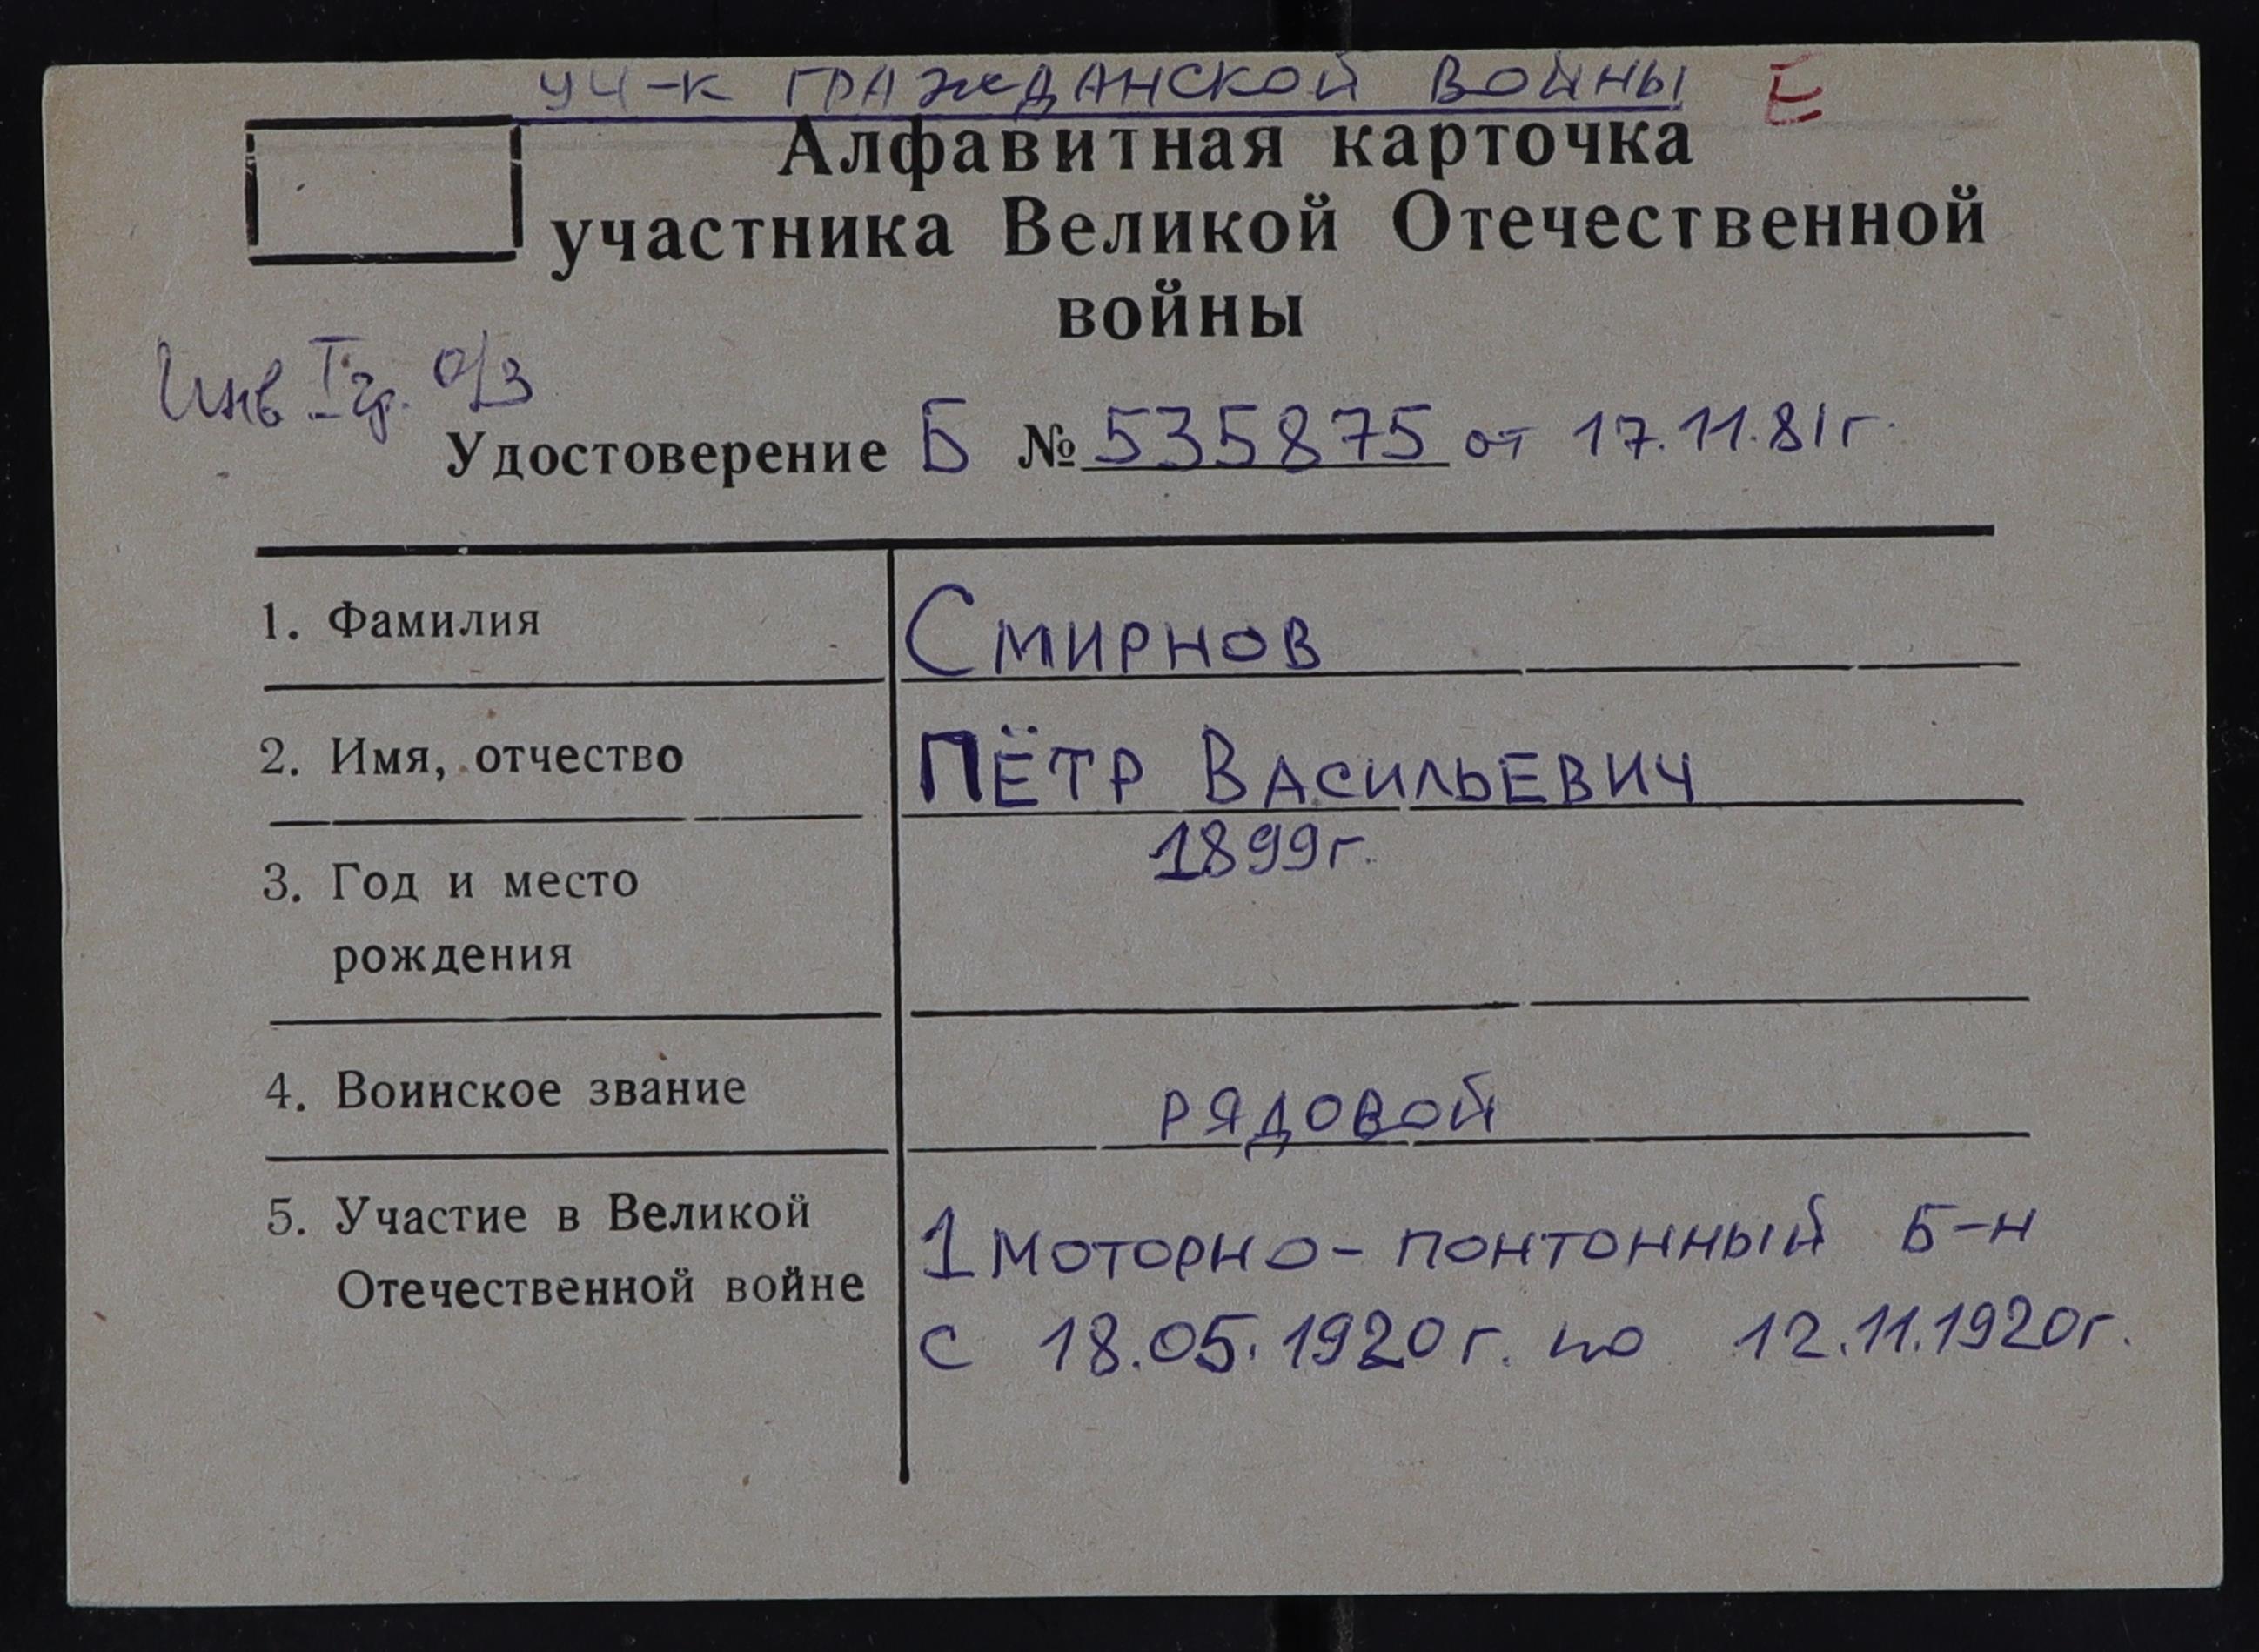 уч-к гражданской войны Е
Алфавитная карточка
участника Великой Отечественной
войны
Инв I гр. о/з
Удостоверение Б № 535875 от 17.11.81г.
1. Фамилия Смирнов
2. Имя, отчество Пётр Васильевич
3. Год и место 1899г.
рождения
4. Воинское звание рядовой
5. Участие в Великой 1 моторно-понтонный б-н
Отечественной войне с 18.05.1920г. по 12.11.1920г.